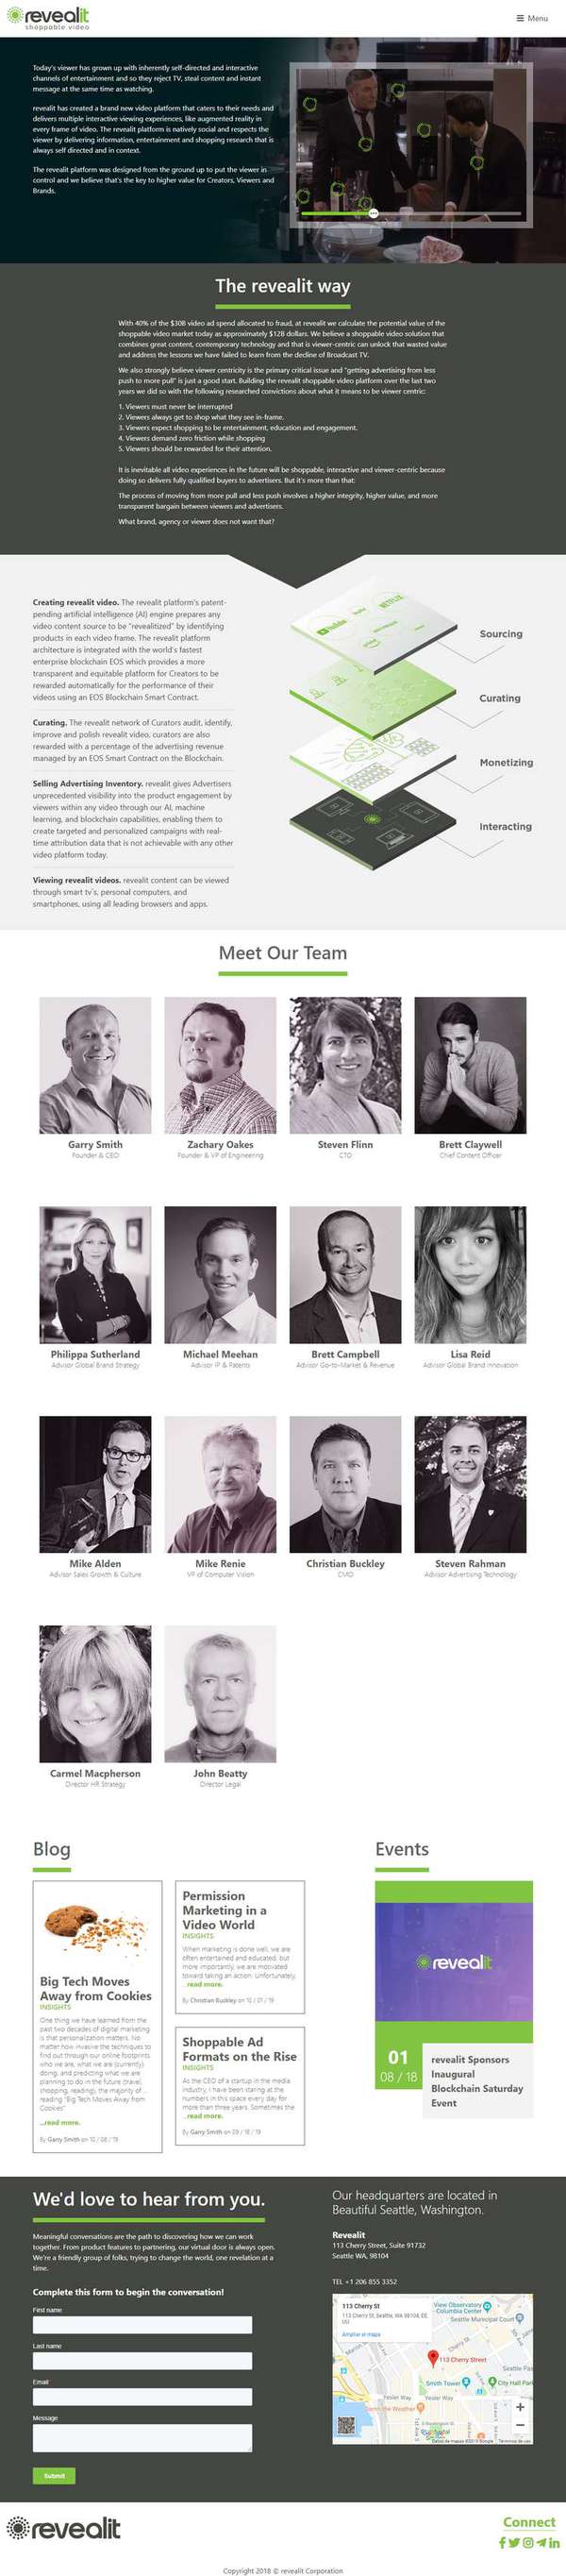 revealit
shoppable.video
Menu
Today's viewer has grown up with inherently self-directed and interactive
channels of entertainment and so they reject TV, steal content and instant
message at the same time as watching.
revealit has created a brand new video platform that caters to their needs and
delivers multiple interactive viewing experiences, like augmented reality in
every frame of video. The revealit platform is natively social and respects the
viewer by delivering information, entertainment and shopping research that is
always self directed and in context.
The revealit platform was designed from the ground up to put the viewer in
control and we believe that's the key to higher value for Creators, Viewers and
Brands.
The revealit way
With 40% of the $30B video ad spend allocated to fraud, at revealit we calculate the potential value of the
shoppable video market today as approximately $12B dollars. We believe a shoppable video solution that
combines great content, contemporary technology and that is viewer-centric can unlock that wasted value
and address the lessons we have failed to learn from the decline of Broadcast TV.
We also strongly believe viewer centricity is the primary critical issue and "getting advertising from less
push to more pull" is just a good start. Building the revealit shoppable video platform over the last two
years we did so with the following researched convictions about what it means to be viewer centric:
1. Viewers must never be interrupted
2. Viewers always get to shop what they see in-frame.
3. Viewers expect shopping to be entertainment, education and engagement.
4. Viewers demand zero friction while shopping
5. Viewers should be rewarded for their attention.
It is inevitable all video experiences in the future will be shoppable, interactive and viewer-centric because
doing so delivers fully qualified buyers to advertisers. But it's more than that:
The process of moving from more pull and less push involves a higher integrity, higher value, and more
transparent bargain between viewers and advertisers.
What brand, agency or viewer does not want that?
Creating revealit video. The revealit platform's patent-
pending artificial intelligence (AI) engine prepares any
video content source to be "revealitized" by identifying
products in each video frame. The revealit platform
architecture is integrated with the world's fastest
enterprise blockchain EOS which provides a more
transparent and equitable platform for Creators to be
rewarded automatically for the performance of their
videos using an EOS Blockchain Smart Contract.
Curating. The revealit network of Curators audit, identify,
improve and polish revealit video, curators are also
rewarded with a percentage of the advertising revenue
managed by an EOS Smart Contract on the Blockchain.
Selling Advertising Inventory. revealit gives Advertisers
unprecedented visibility into the product engagement by
viewers within any video through our AI, machine
learning, and blockchain capabilities, enabling them to
create targeted and personalized campaigns with real-
time attribution data that is not achievable with any other
video platform today.
Viewing revealit videos. revealit content can be viewed
through smart tv's, personal computers, and
smartphones, using all leading browsers and apps.
YouTube
hulu
NETFLIX
Sourcing
Curating
Monetizing
Interacting
Meet Our Team
Garry Smith
Founder & CEO
Zachary Oakes
Founder & VP of Engineering
Steven Flinn
CTO
Brett Claywell
Chief Content Officer
Philippa Sutherland
Advisor Global Brand Strategy
Michael Meehan
Advisor IP & Patents
Brett Campbell
Advisor Go-to-Market & Revenue
Lisa Reid
Advisor Global Brand Innovation
Mike Alden
Advisor Sales Growth & Culture
Mike Renie
VP of Computer Vision
Christian Buckley
CMO
Steven Rahman
Advisor Advertising Technology
Carmel Macpherson
Director HR Strategy
John Beatty
Director Legal
Blog
Big Tech Moves
Away from Cookies
INSIGHTS
One thing we have learned from the
past two decades of digital marketing
is that personalization matters. No
matter how invasive the techniques to
find out through our online footprints
who we are, what we are (currently)
doing, and predicting what we are
planning to do in the future (travel,
shopping, reading), the majority of...
reading "Big Tech Moves Away from
Cookies"
...read more.
By Garry Smith on 10 / 08 / '19
Permission
Marketing in a
Video World
INSIGHTS
When marketing is done well, we are
often entertained and educated, but
more importantly, we are motivated
toward taking an action. Unfortunately,
...read more.
By Christian Buckley on 10 / 01 / '19
Shoppable Ad
Formats on the Rise
INSIGHTS
As the CEO of a startup in the media
industry, I have been staring at the
numbers in this space every day for
more than three years. Sometimes the
...read more.
By Garry Smith on 09 / 18 / '19
Events
revealit
01
08 / 18
revealit Sponsors
Inaugural
Blockchain Saturday
Event
We'd love to hear from you.
Meaningful conversations are the path to discovering how we can work
together. From product features to partnering, our virtual door is always open.
We're a friendly group of folks, trying to change the world, one revelation at a
time.
Complete this form to begin the conversation!
First name
Last name
Email
Message
Submit
Our headquarters are located in
Beautiful Seattle, Washington.
Revealit
113 Cherry Street, Suite 91732
Seattle WA, 98104
TEL +1 206 855 3352
113 Cherry St
113 Cherry St, Seattle, WA 98104, EE.
UU.
Ampliar el mapa
View Observatory
Columbia Center
Seattle Municipal Court
Cherry St
113 Cherry Street
Smith Tower
City Hall Park
Yesler Way
Yesler Way
revealit
Connect
Copyright 2018 © revealit Corporation